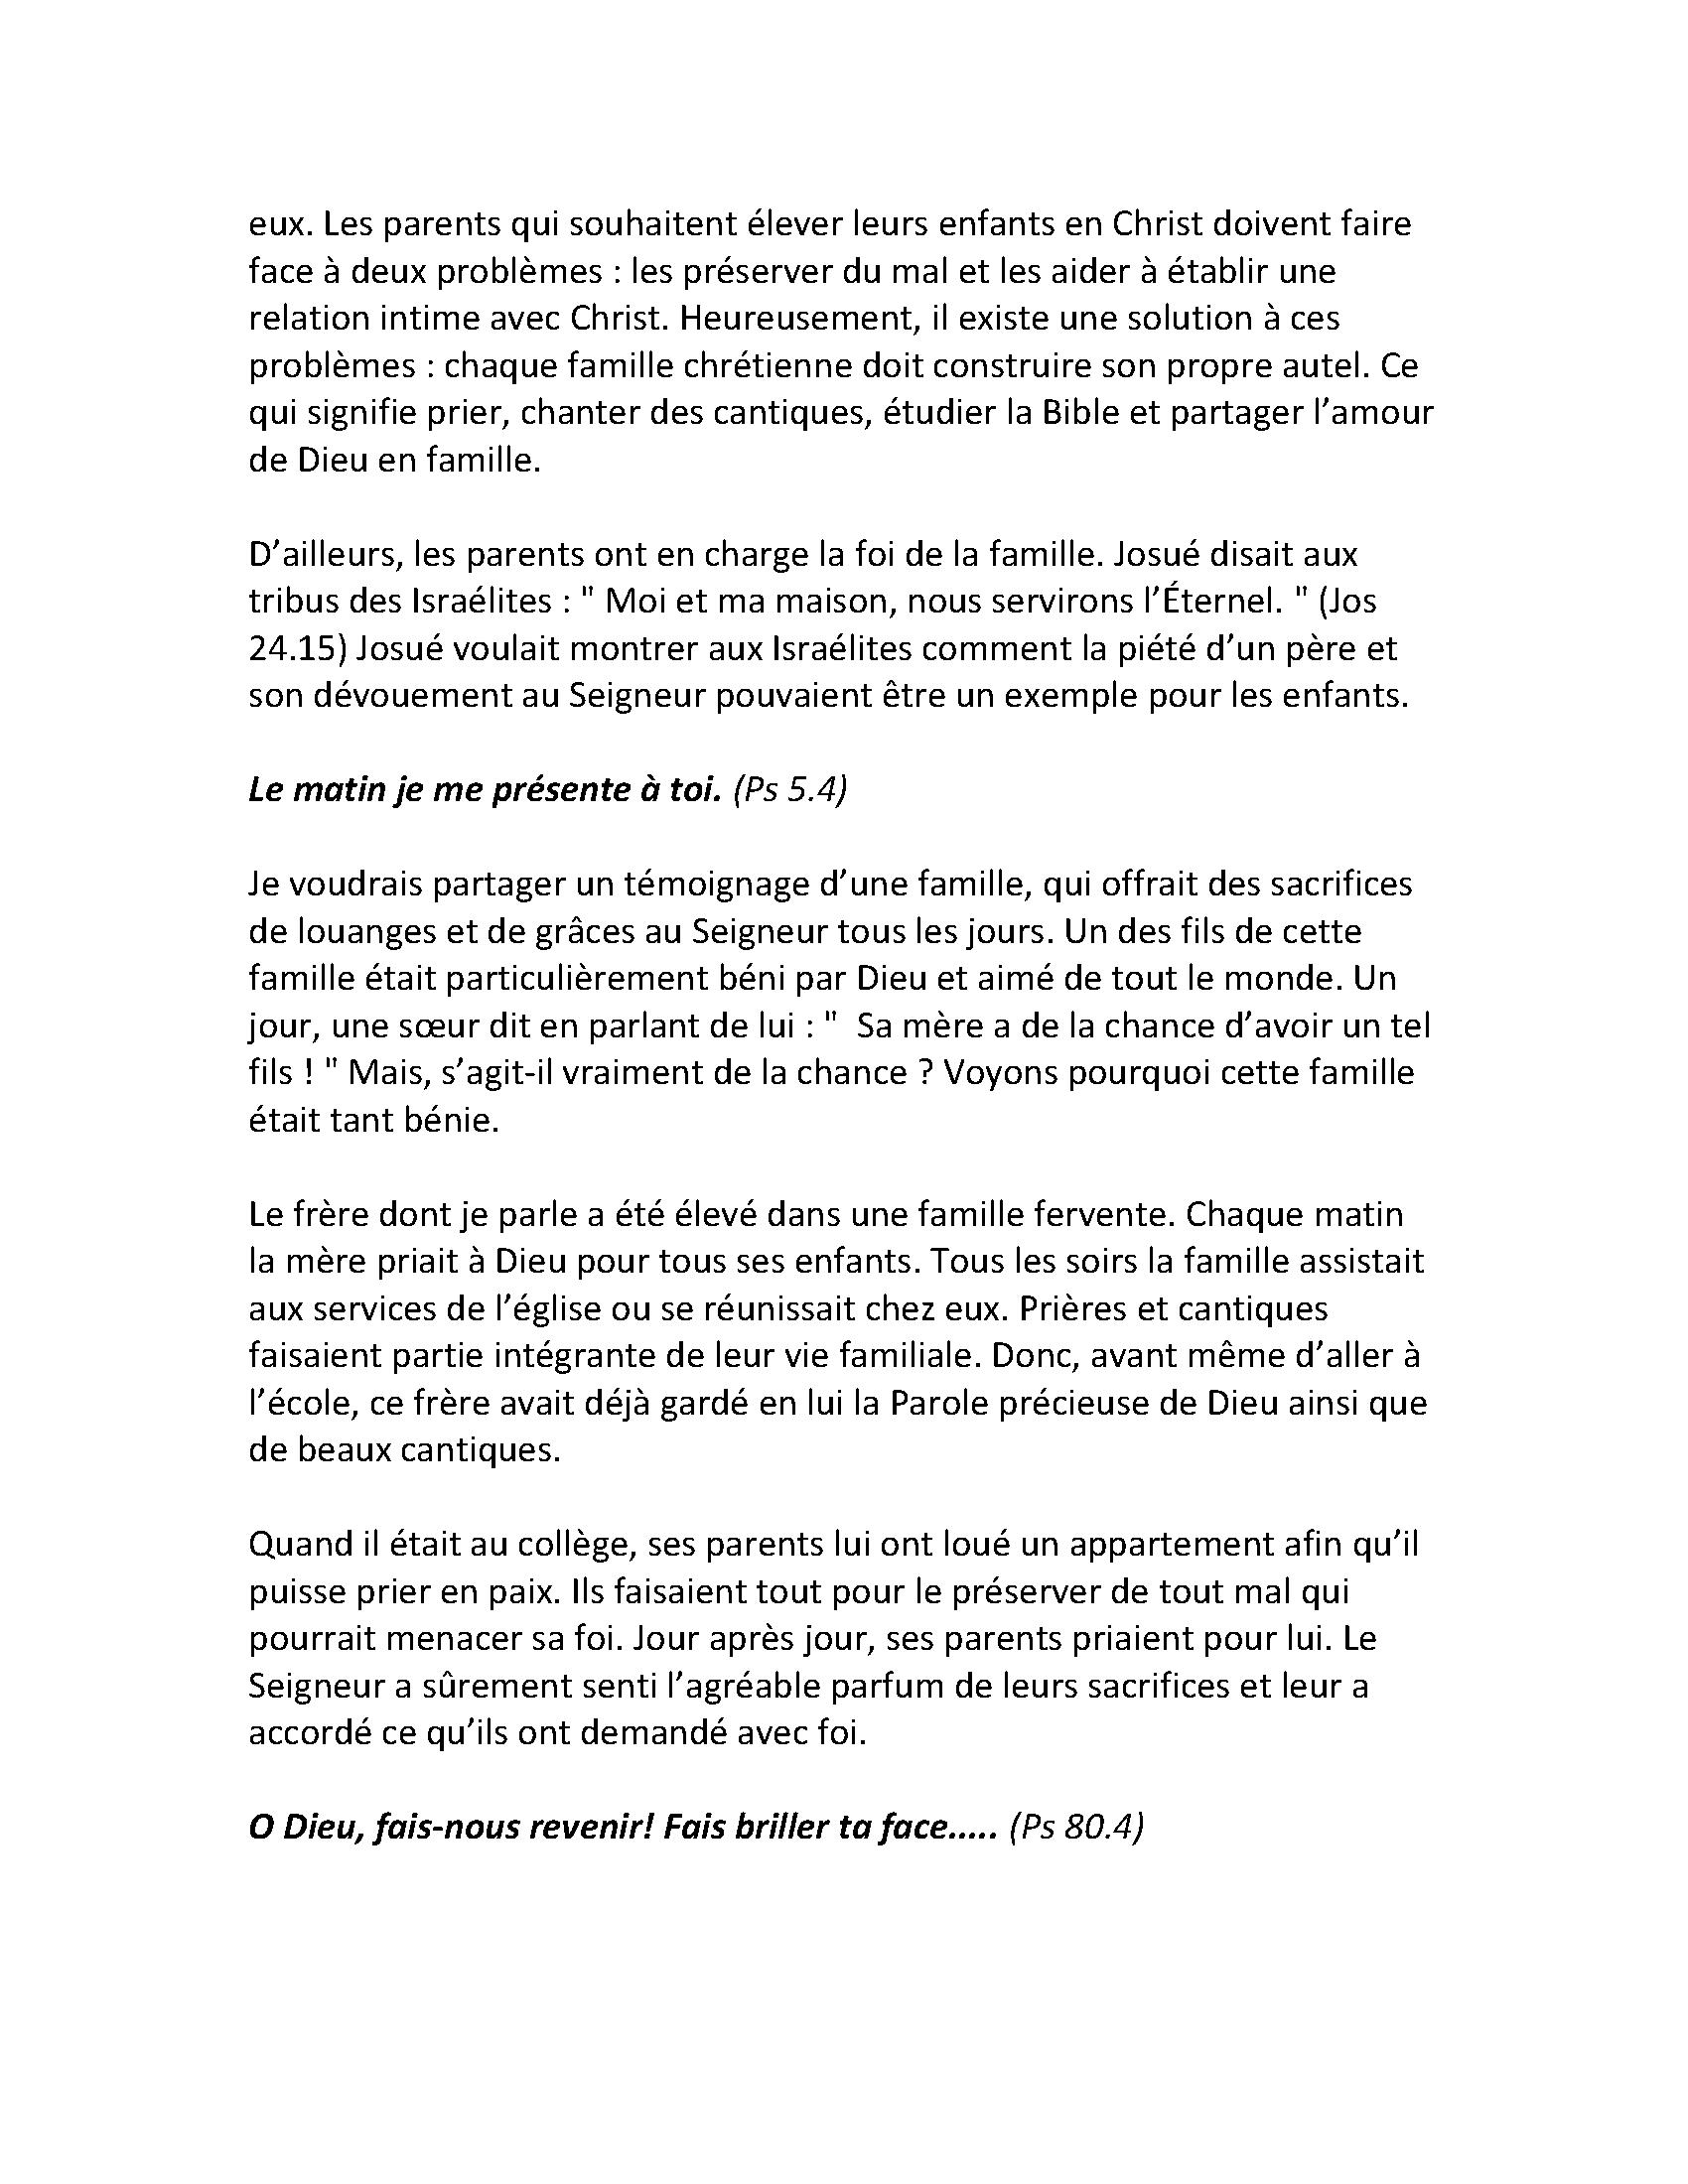 eux. Les parents qui souhaitent élever leurs enfants en Christ doivent faire
face à deux problèmes : les préserver du mal et les aider à établir une
relation intime avec Christ. Heureusement, il existe une solution à ces
problèmes : chaque famille chrétienne doit construire son propre autel. Ce
qui signifie prier, chanter des cantiques, étudier la Bible et partager l’amour
de Dieu en famille.
D’ailleurs, les parents ont en charge la foi de la famille. Josué disait aux
tribus des Israélites : " Moi et ma maison, nous servirons l’Éternel. " (Jos
24.15) Josué voulait montrer aux Israélites comment la piété d’un père et
son dévouement au Seigneur pouvaient être un exemple pour les enfants.
Le matin je me présente à toi. (Ps 5.4)
Je voudrais partager un témoignage d’une famille, qui offrait des sacrifices
de louanges et de grâces au Seigneur tous les jours. Un des fils de cette
famille était particulièrement béni par Dieu et aimé de tout le monde. Un
jour, une sœur dit en parlant de lui : "  Sa mère a de la chance d’avoir un tel
fils ! " Mais, s’agit-il vraiment de la chance ? Voyons pourquoi cette famille
était tant bénie.
Le frère dont je parle a été élevé dans une famille fervente. Chaque matin
la mère priait à Dieu pour tous ses enfants. Tous les soirs la famille assistait
aux services de l’église ou se réunissait chez eux. Prières et cantiques
faisaient partie intégrante de leur vie familiale. Donc, avant même d’aller à
l’école, ce frère avait déjà gardé en lui la Parole précieuse de Dieu ainsi que
de beaux cantiques.
Quand il était au collège, ses parents lui ont loué un appartement afin qu’il
puisse prier en paix. Ils faisaient tout pour le préserver de tout mal qui
pourrait menacer sa foi. Jour après jour, ses parents priaient pour lui. Le
Seigneur a sûrement senti l’agréable parfum de leurs sacrifices et leur a
accordé ce qu’ils ont demandé avec foi.
O Dieu, fais-nous revenir! Fais briller ta face..... (Ps 80.4)